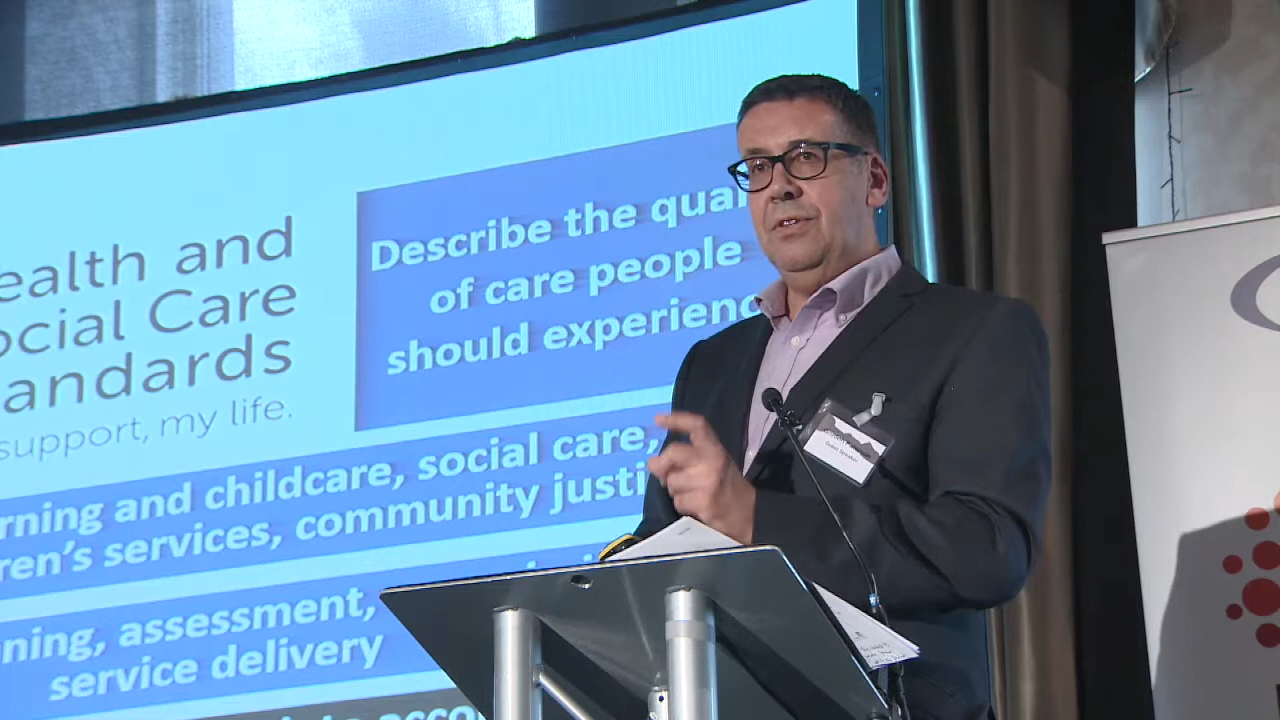 ealth and
ocial Care
andards
support, my life.
Describe the qual
of care people
should experienc
rning and childcare, social care,
ren's services, community justi
ning, assessment,
service delivery
Guest Speaker